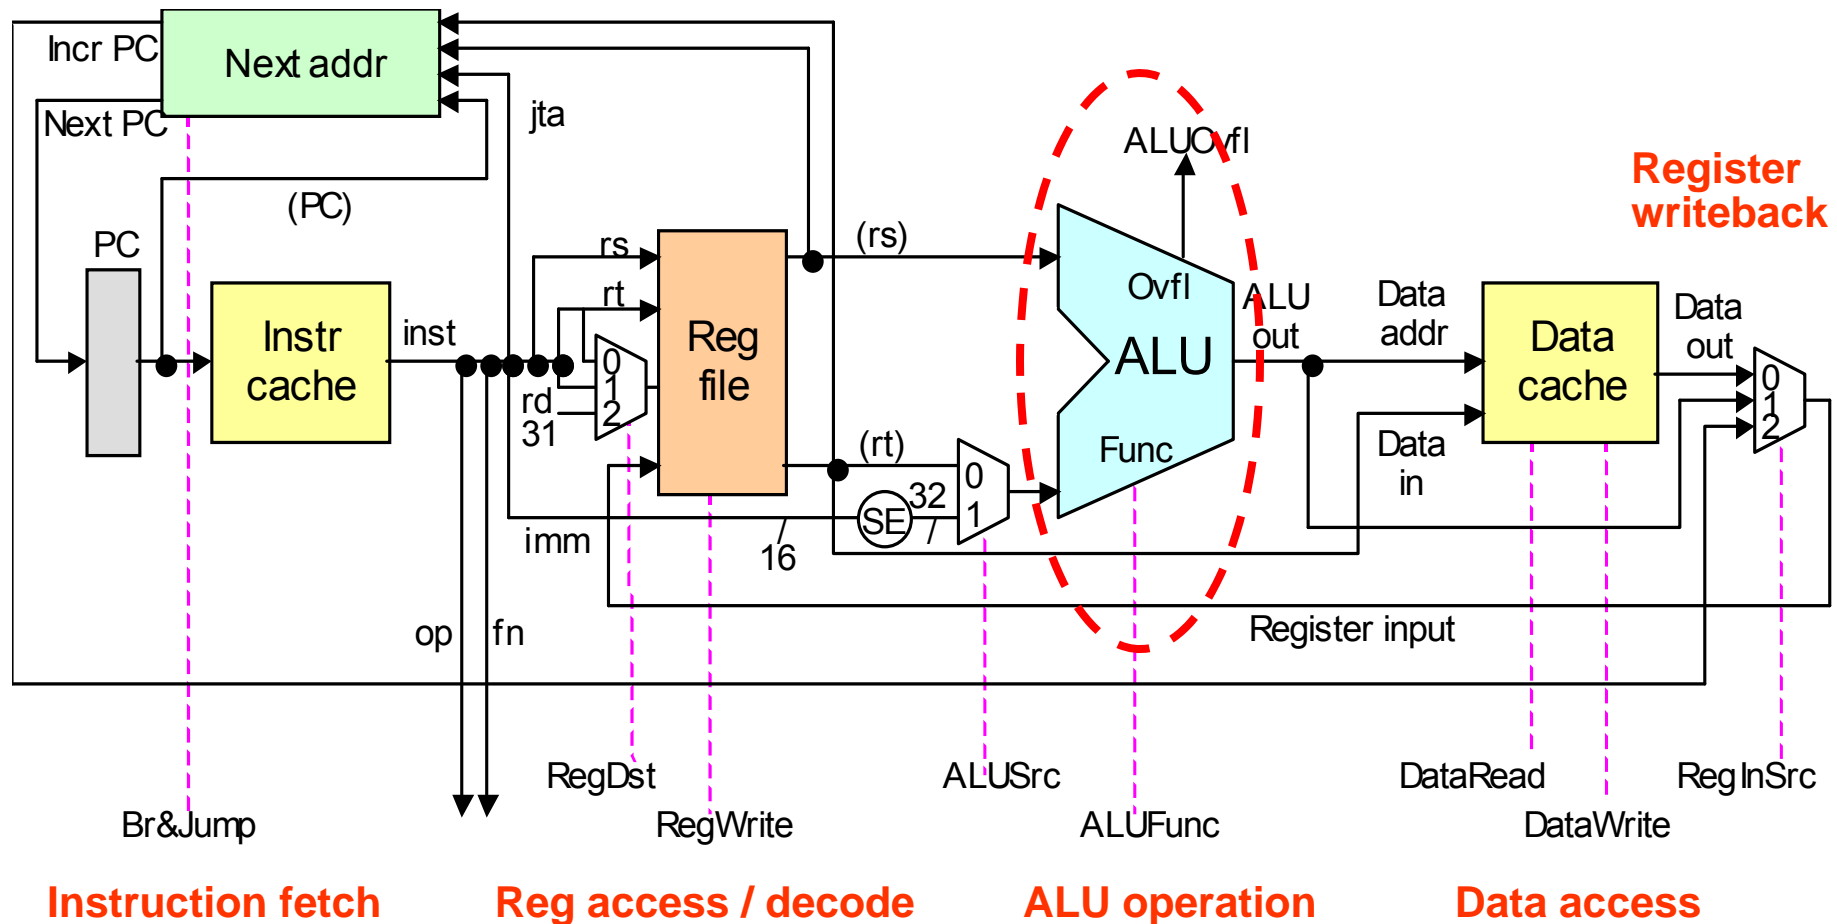 Incr PC
Next addr
Next PC
jta
(PC)
ALUOvfl
Register
writeback
PC
rs
(rs)
rt
Ovfl
ALU
out
Data
addr
Data
out
Instr
cache
inst
Reg
file
ALU
Data
cache
0
1
2
0
1
2
rd
31
(rt)
Func
Data
in
0
1
32
SE
imm
16
op
fn
Register input
RegDst
ALUSrc
DataRead
RegInSrc
Br&Jump
RegWrite
ALUFunc
DataWrite
Instruction fetch
Reg access / decode
ALU operation
Data access